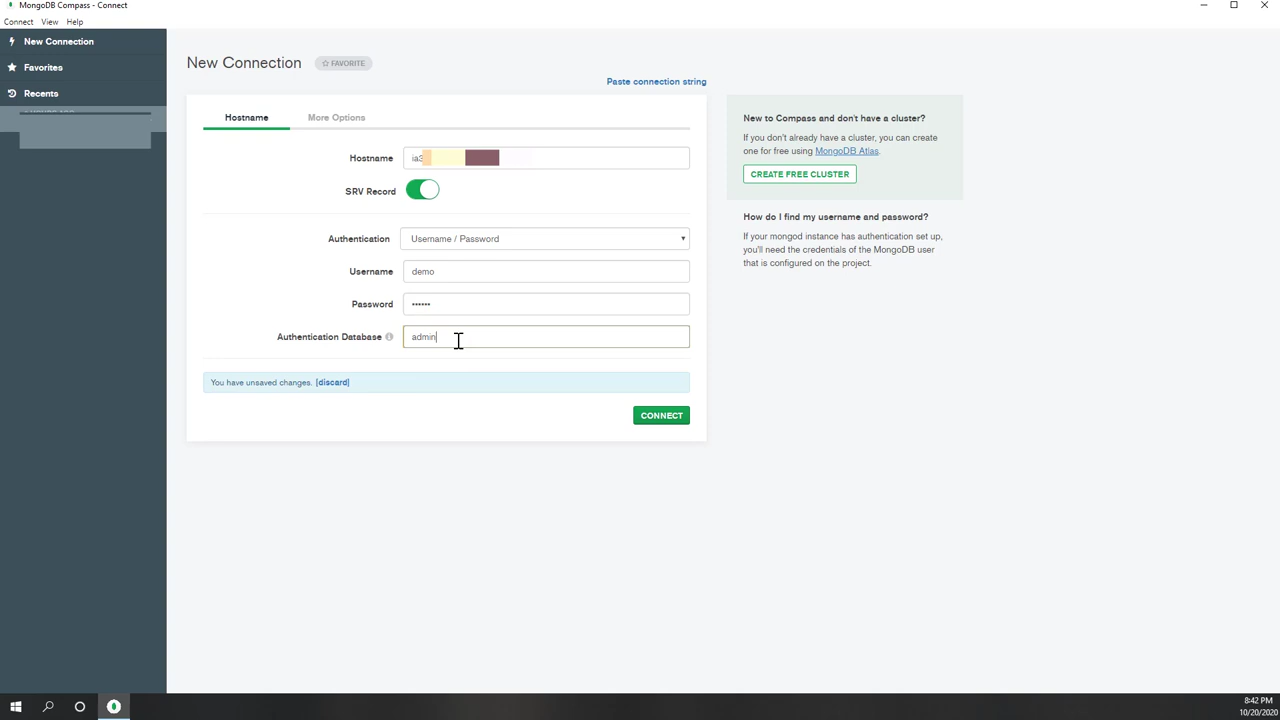 MongoDB Compass - Connect
Connect View Help
New Connection
Favorites
Recents
New Connection
FAVORITE
Paste connection string
Hostname
More Options
Hostname
SRV Record
Authentication
Username / Password
Username
demo
Password
••••••
Authentication Database
admin
You have unsaved changes. [discard]
CONNECT
New to Compass and don't have a cluster?
If you don't already have a cluster, you can create
one for free using MongoDB Atlas.
CREATE FREE CLUSTER
How do I find my username and password?
If your mongod instance has authentication set up,
you'll need the credentials of the MongoDB user
that is configured on the project.
8:42 PM
10/20/2020